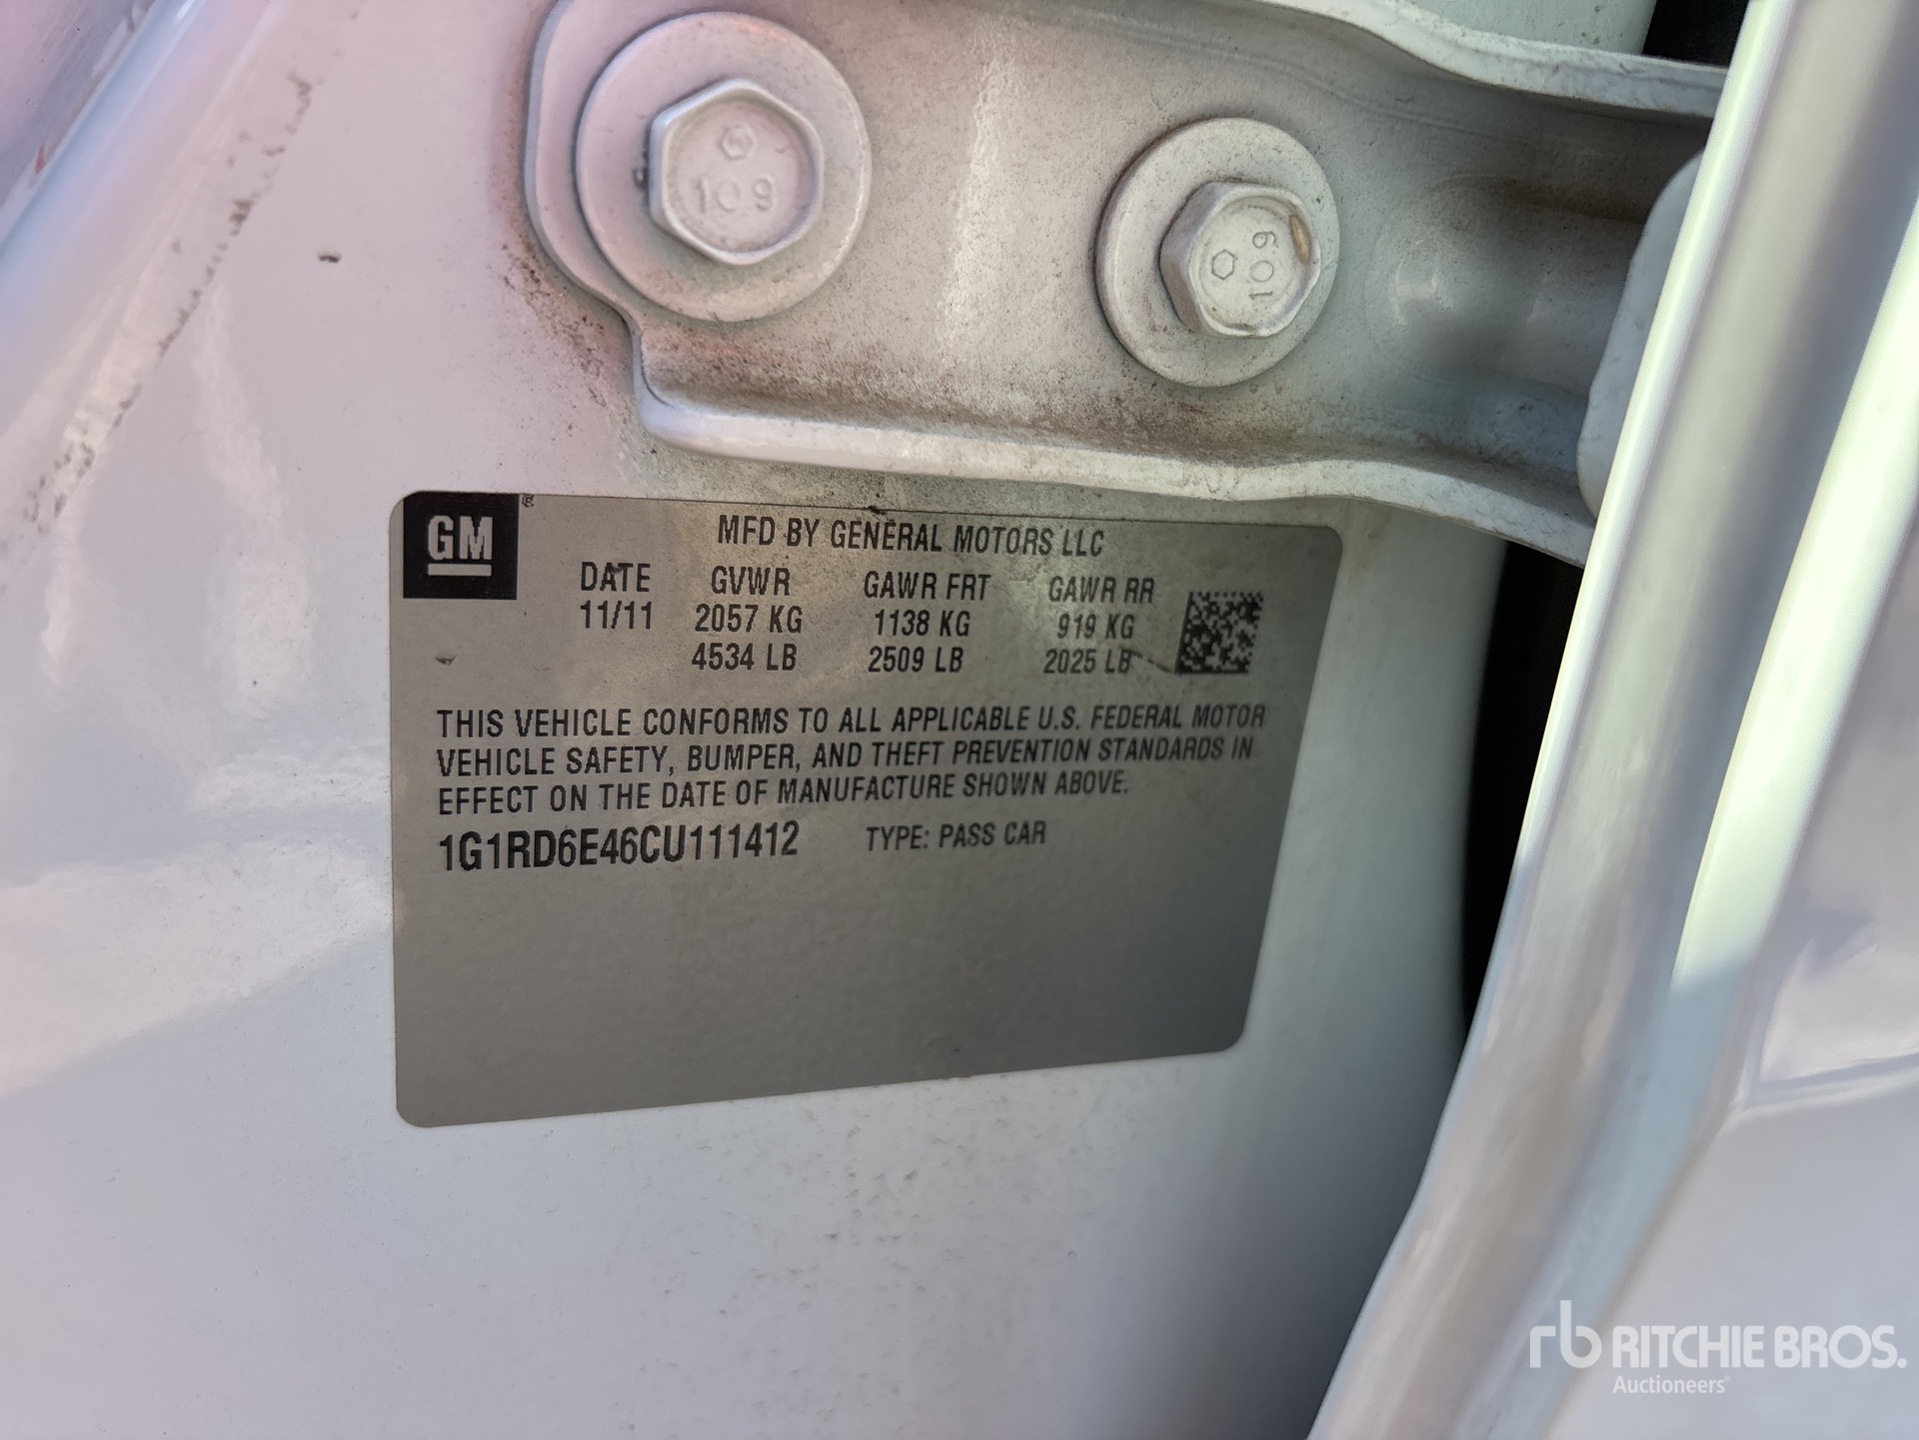 109
109
GM
MFD BY GENERAL MOTORS LLC
DATE GVWR GAWR FRT GAWR RR
11/11 2057 KG 1138 KG 919 KG
4534 LB 2509 LB 2025 LB
THIS VEHICLE CONFORMS TO ALL APPLICABLE U.S. FEDERAL MOTOR
VEHICLE SAFETY, BUMPER, AND THEFT PREVENTION STANDARDS IN
EFFECT ON THE DATE OF MANUFACTURE SHOWN ABOVE.
1G1RD6E46CU111412 TYPE: PASS CAR
rb RITCHIE BROS.
Auctioneers